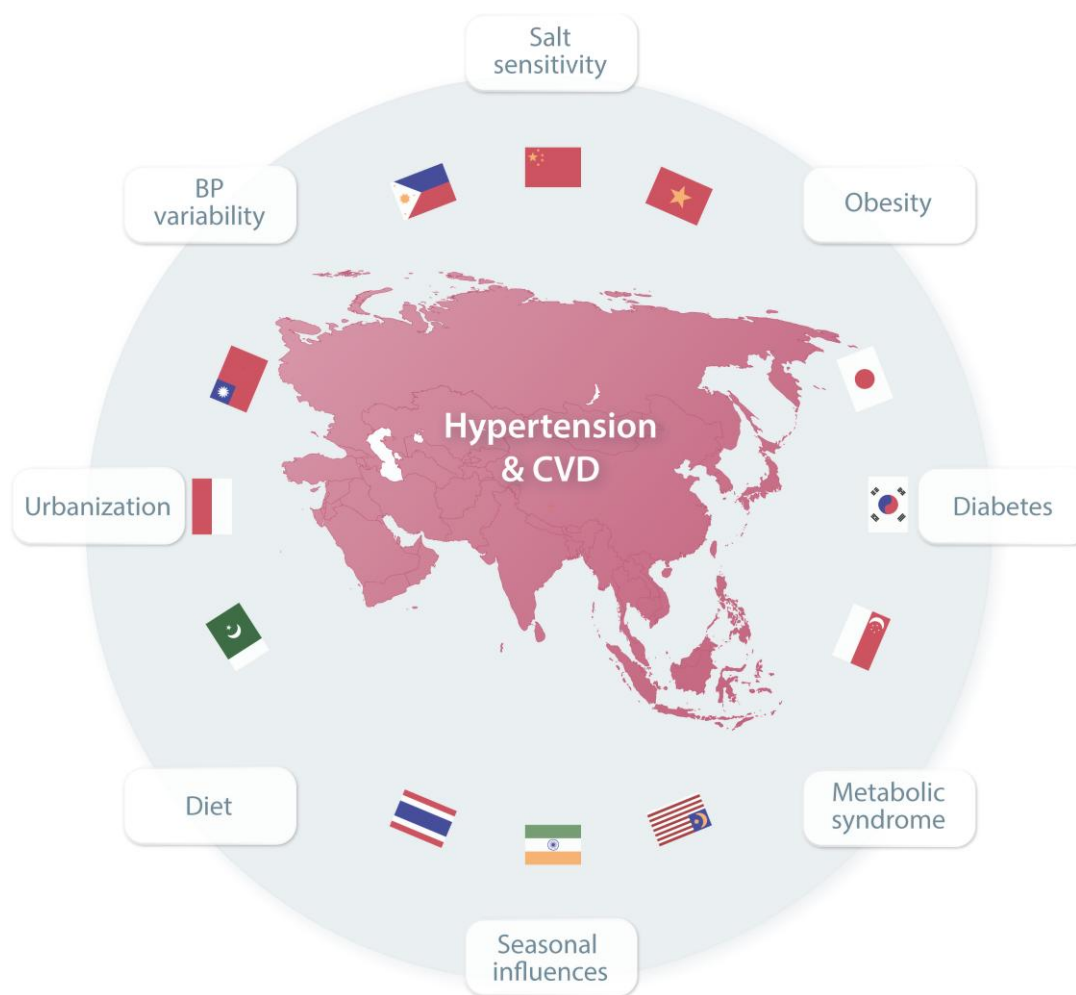 Salt
sensitivity
BP
variability
Obesity
Hypertension
& CVD
Urbanization
Diabetes
Diet
Metabolic
syndrome
Seasonal
influences